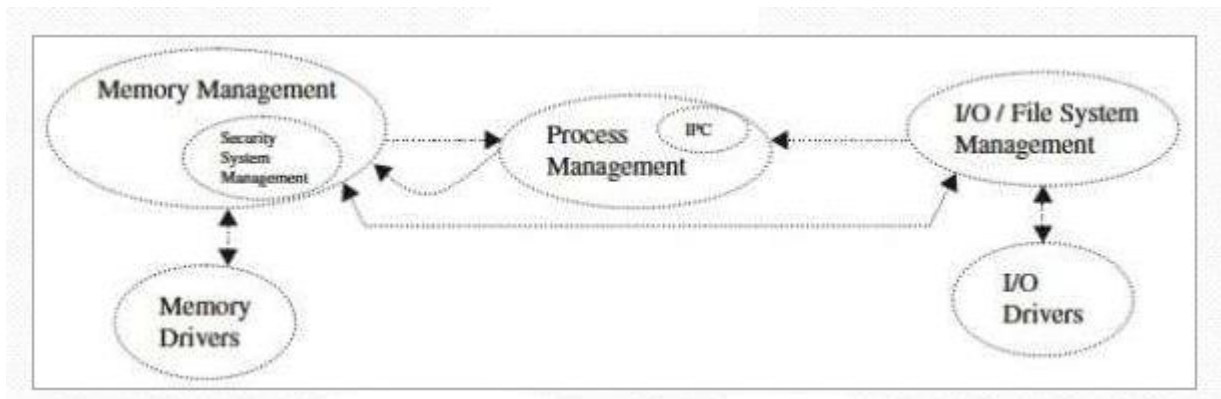 Memory Management
Security
System
Management
Process
Management
IPC
I/O / File System
Management
Memory
Drivers
I/O
Drivers